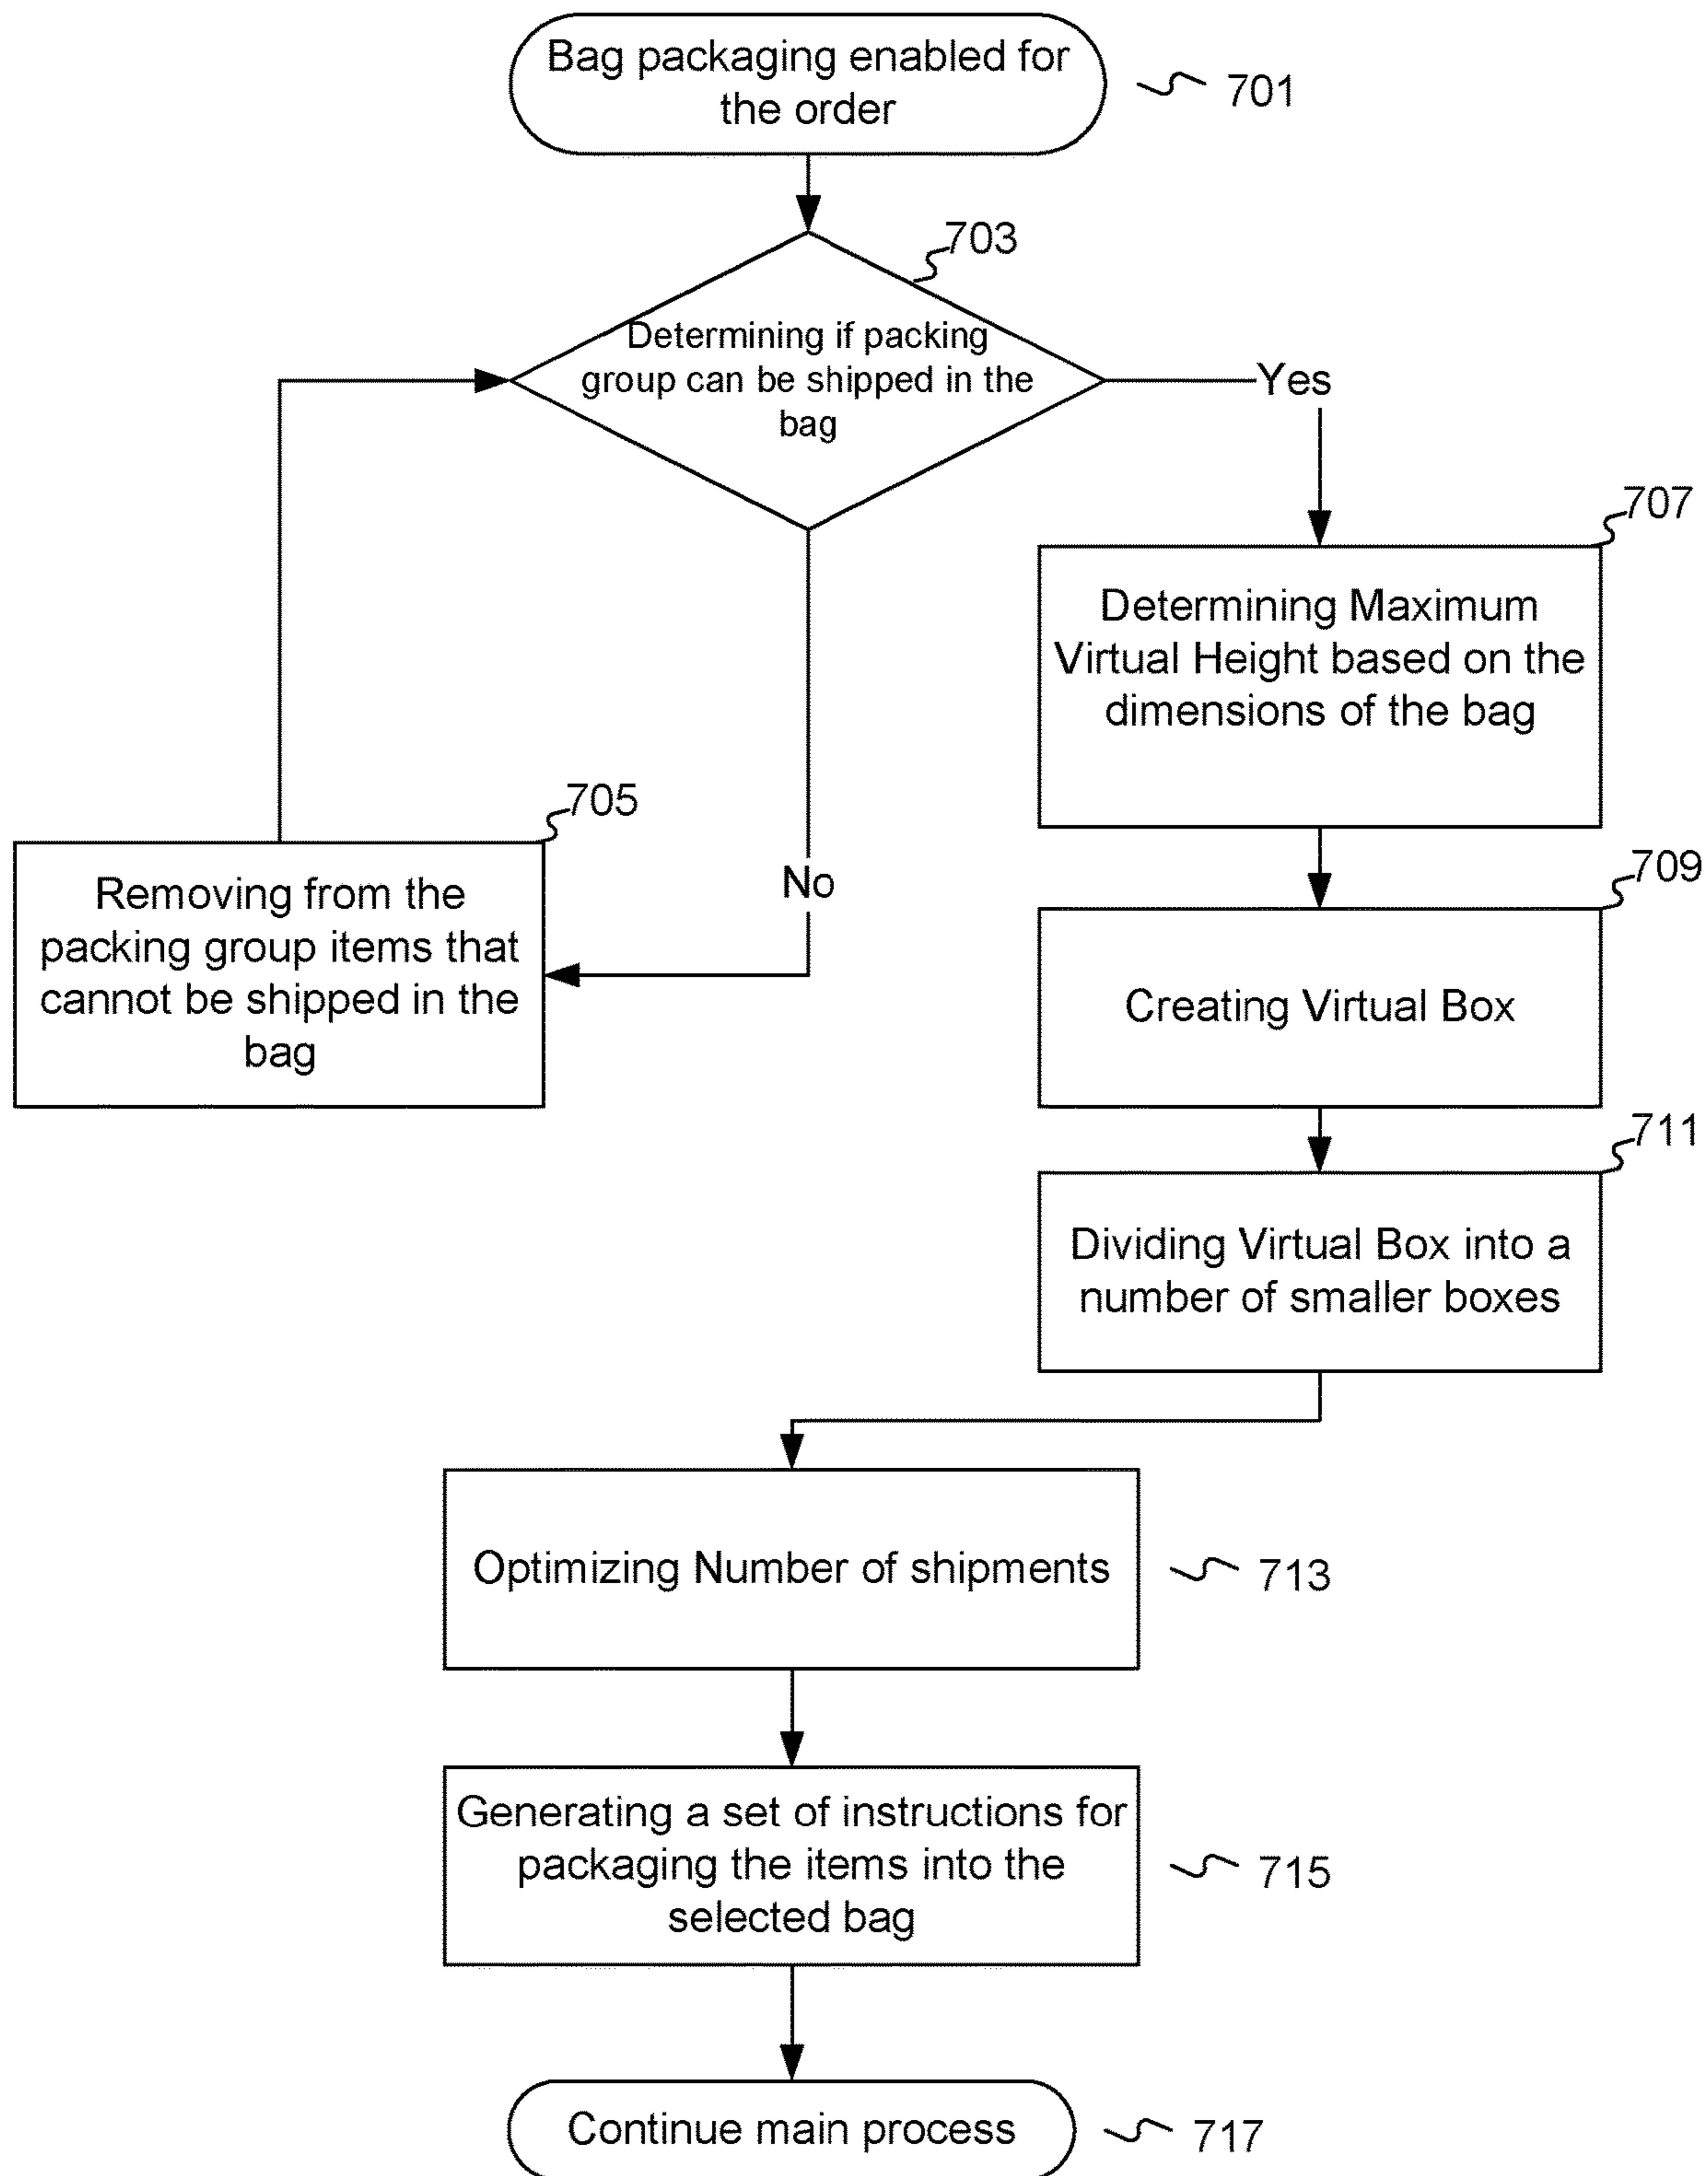 Bag packaging enabled for
the order
701
703
Determining if packing
group can be shipped in the
bag
Yes
707
Determining Maximum
Virtual Height based on the
dimensions of the bag
705
Removing from the
packing group items that
cannot be shipped in the
bag
No
709
Creating Virtual Box
711
Dividing Virtual Box into a
number of smaller boxes
Optimizing Number of shipments
713
Generating a set of instructions for
packaging the items into the
selected bag
715
Continue main process
717